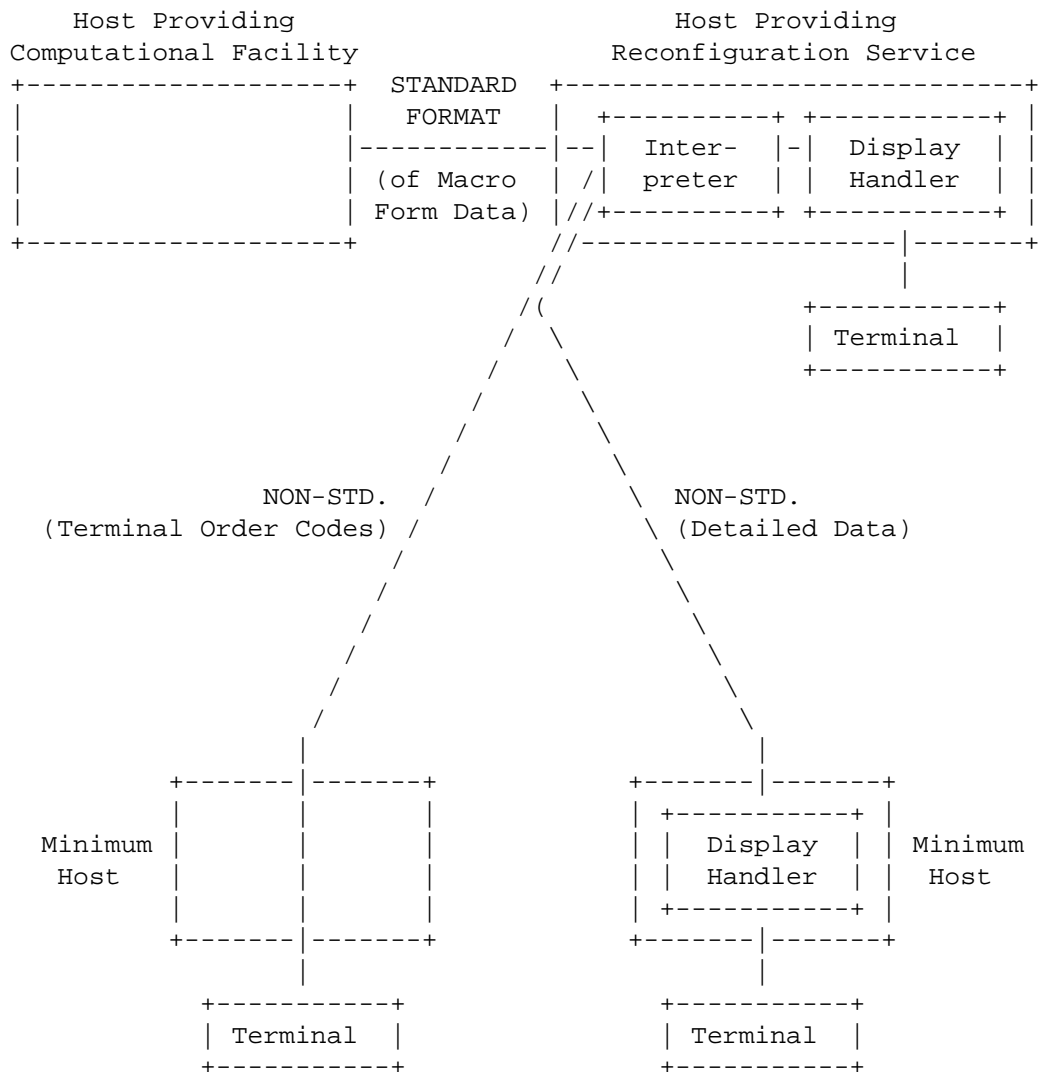 Host Providing
Computational Facility
Host Providing
Reconfiguration Service
STANDARD
FORMAT
(of Macro
Form Data)
Inter-
preter
Display
Handler
Terminal
NON-STD.
(Terminal Order Codes)
NON-STD.
(Detailed Data)
Minimum
Host
Display
Handler
Minimum
Host
Terminal
Terminal